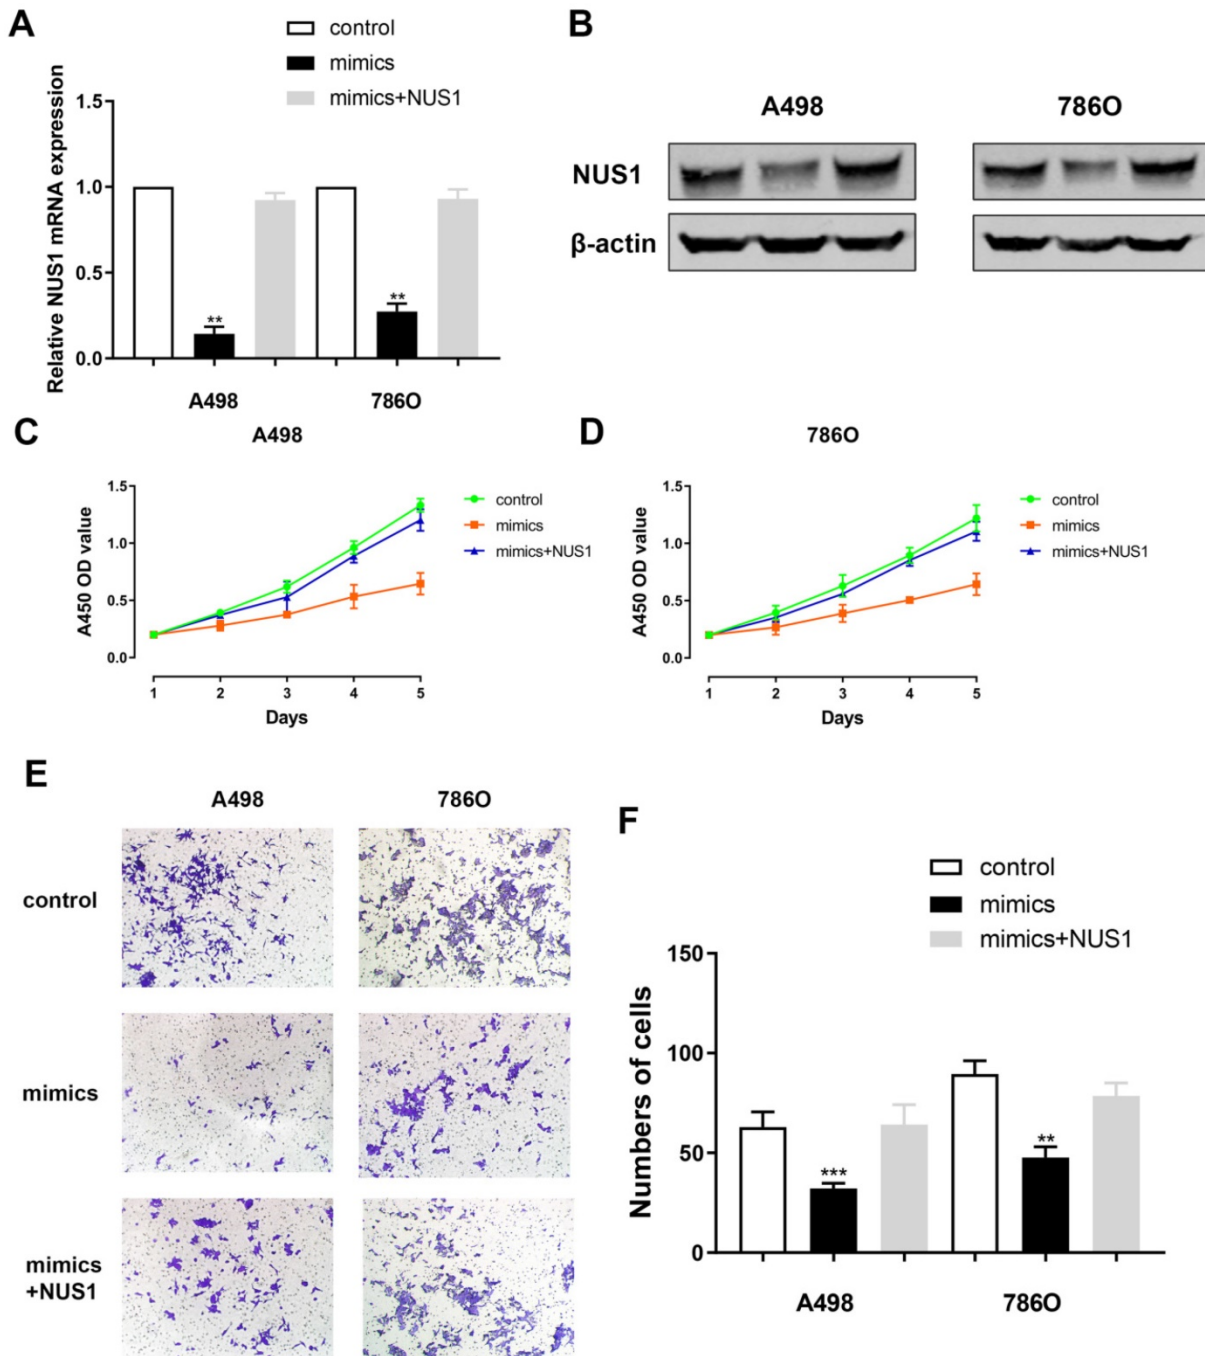 A
control
mimics
mimics+NUS1
Relative NUS1 mRNA expression
1.5
1.0
0.5
0.0
**
**
A498
786O
B
A498
786O
NUS1
β-actin
C
A498
A450 OD value
1.5
1.0
0.5
0.0
control
mimics
mimics+NUS1
1 2 3 4 5
Days
D
786O
A450 OD value
1.5
1.0
0.5
0.0
control
mimics
mimics+NUS1
1 2 3 4 5
Days
E
A498
786O
control
mimics
mimics
+NUS1
F
control
mimics
mimics+NUS1
Numbers of cells
150
100
50
0
***
**
A498
786O